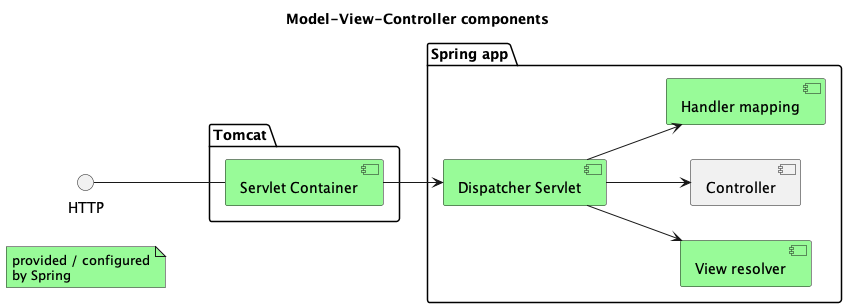 Model-View-Controller components
Spring app
Handler mapping
Tomcat
Servlet Container
Dispatcher Servlet
Controller
HTTP
provided / configured
by Spring
View resolver